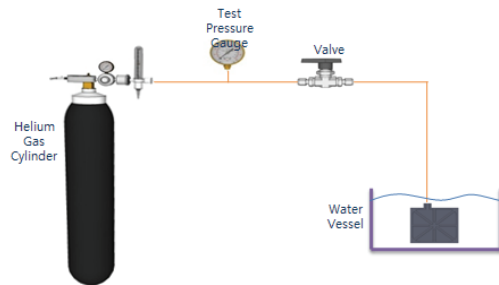 Test
Pressure
Gauge
Valve
Helium
Gas
Cylinder
Water
Vessel